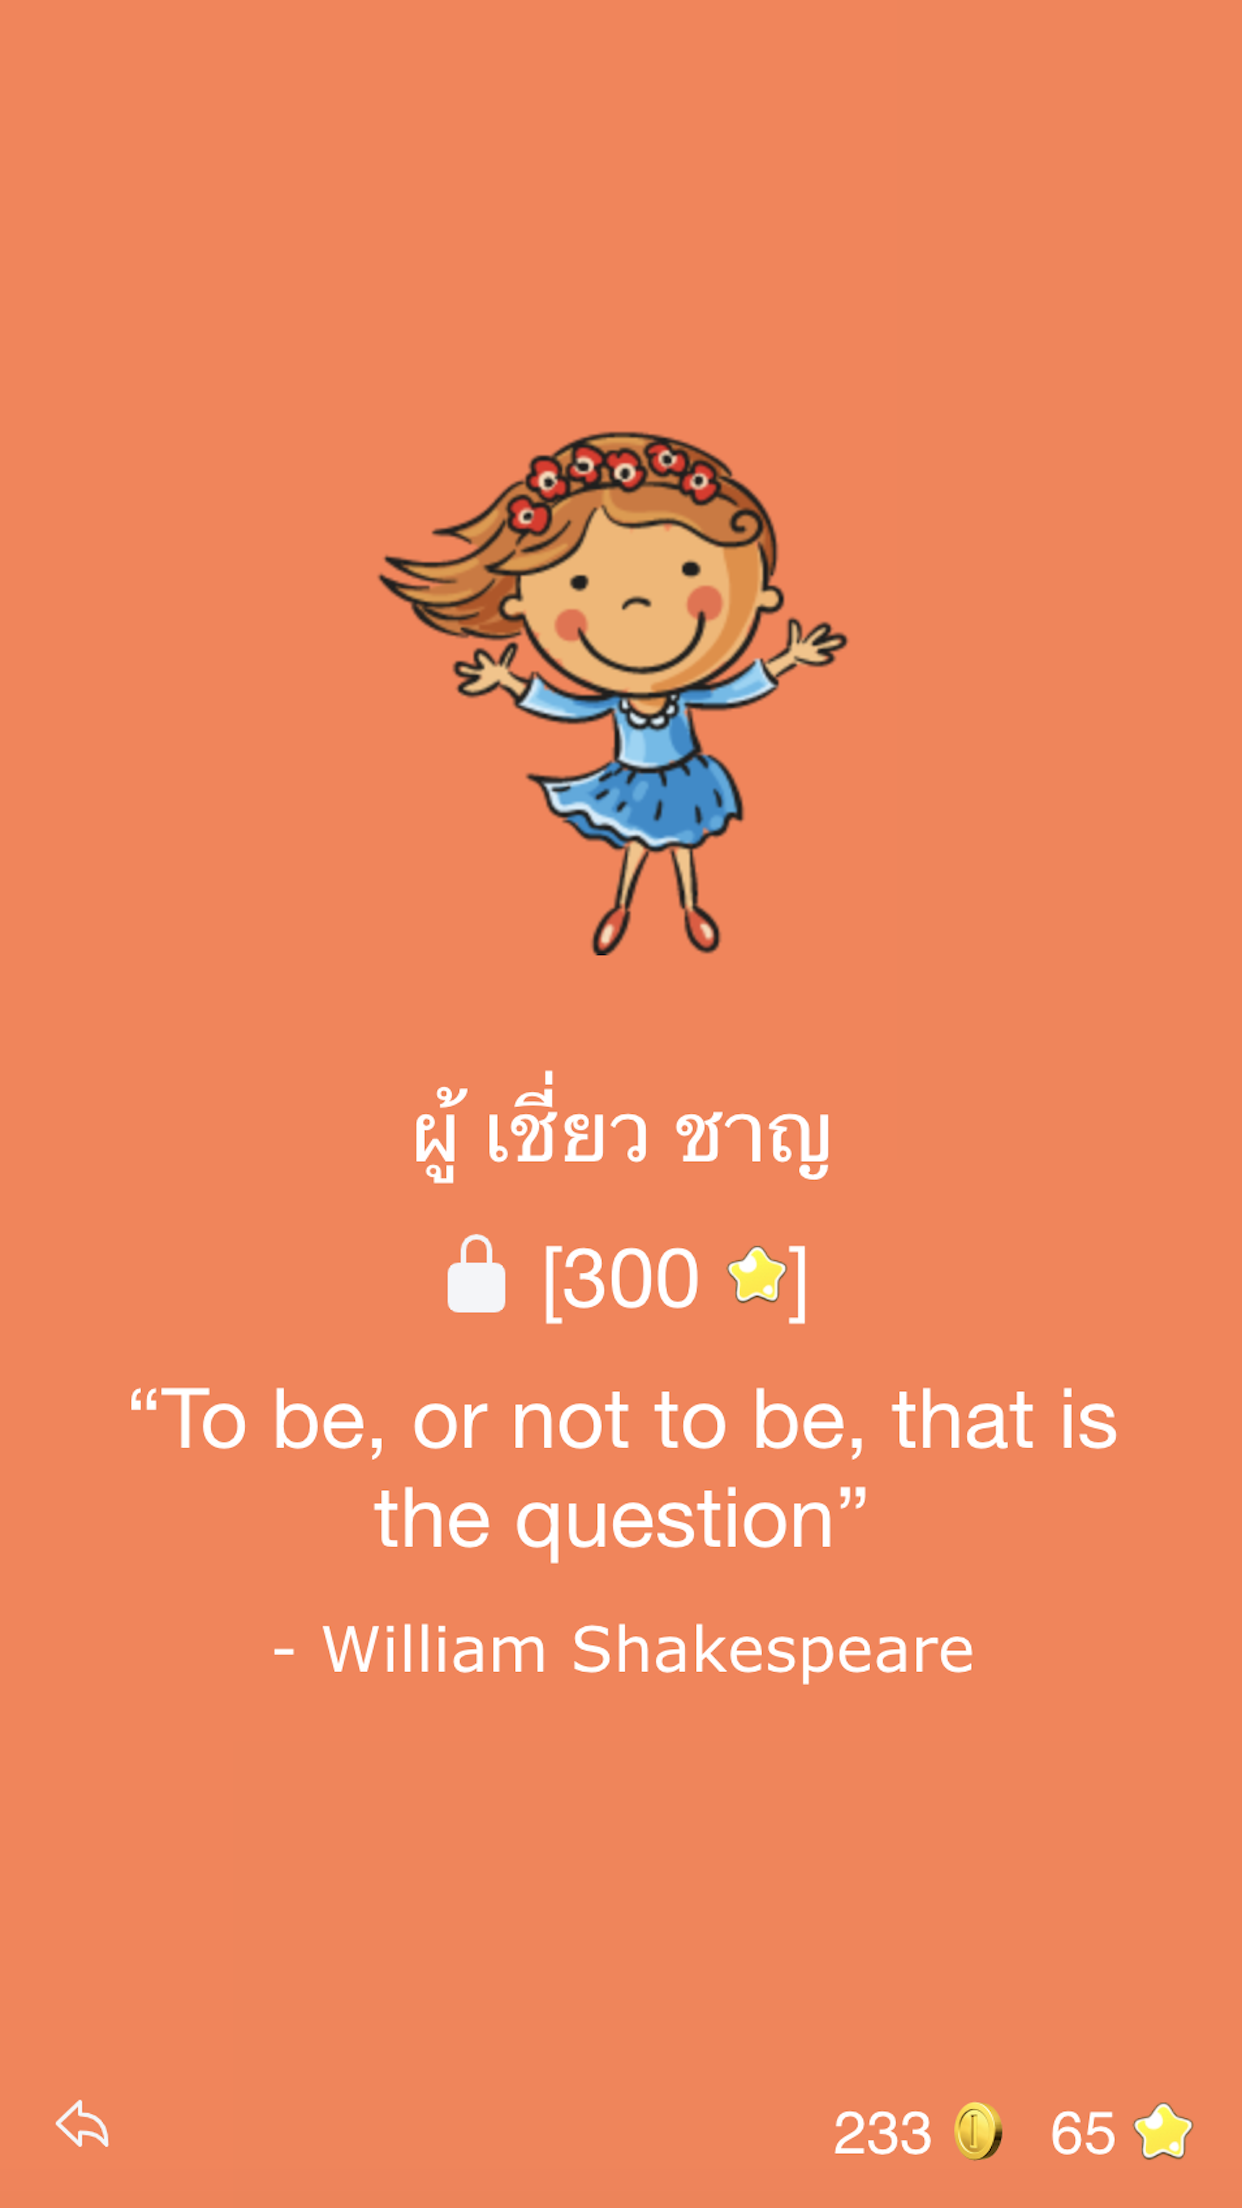 ผู้ เชี่ยว ชาญ
[300 ]
“To be, or not to be, that is
the question”
- William Shakespeare
233 65